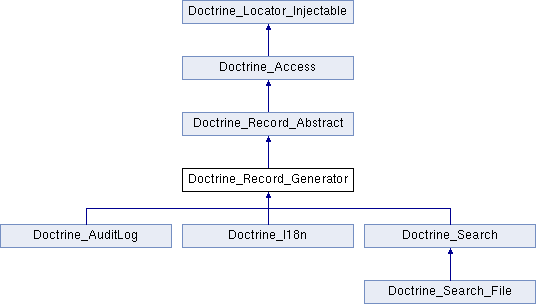 Doctrine_Locator_Injectable
Doctrine_Access
Doctrine_Record_Abstract
Doctrine_Record_Generator
Doctrine_AuditLog
Doctrine_I18n
Doctrine_Search
Doctrine_Search_File